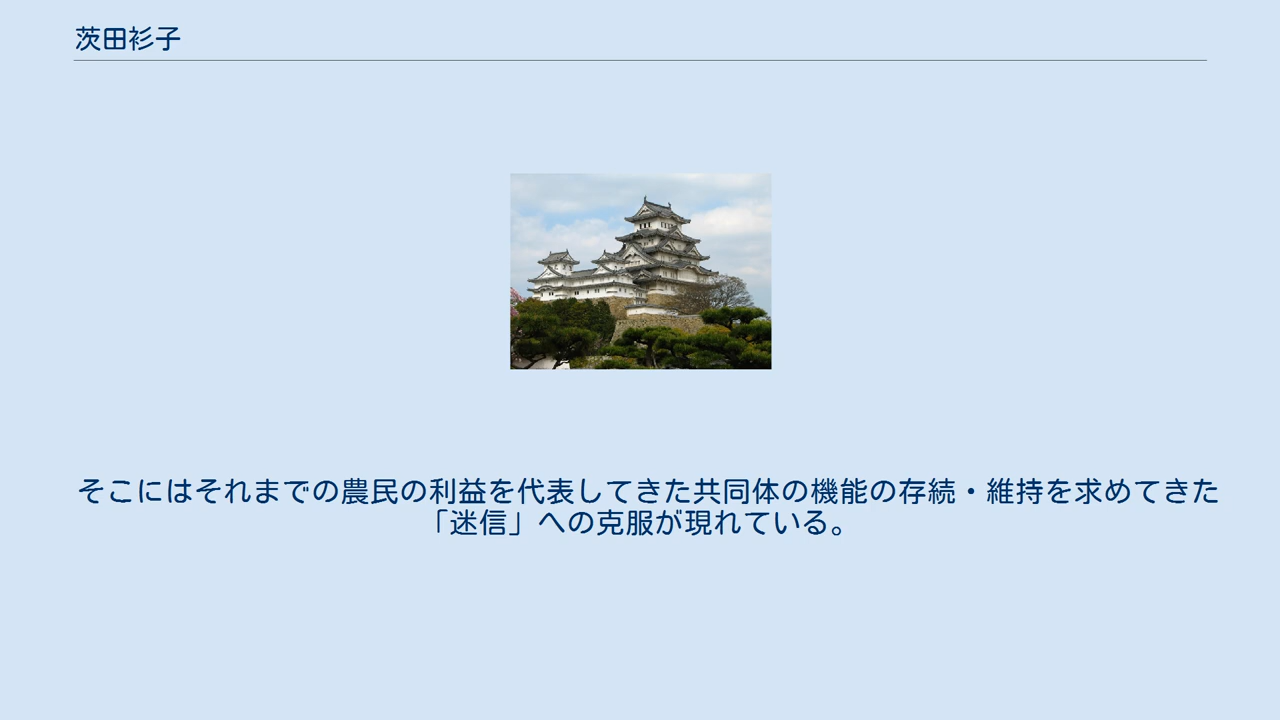 茨田衫子
そこにはそれまでの農民の利益を代表してきた共同体の機能の存続・維持を求めてきた
「迷信」への克服が現れている。